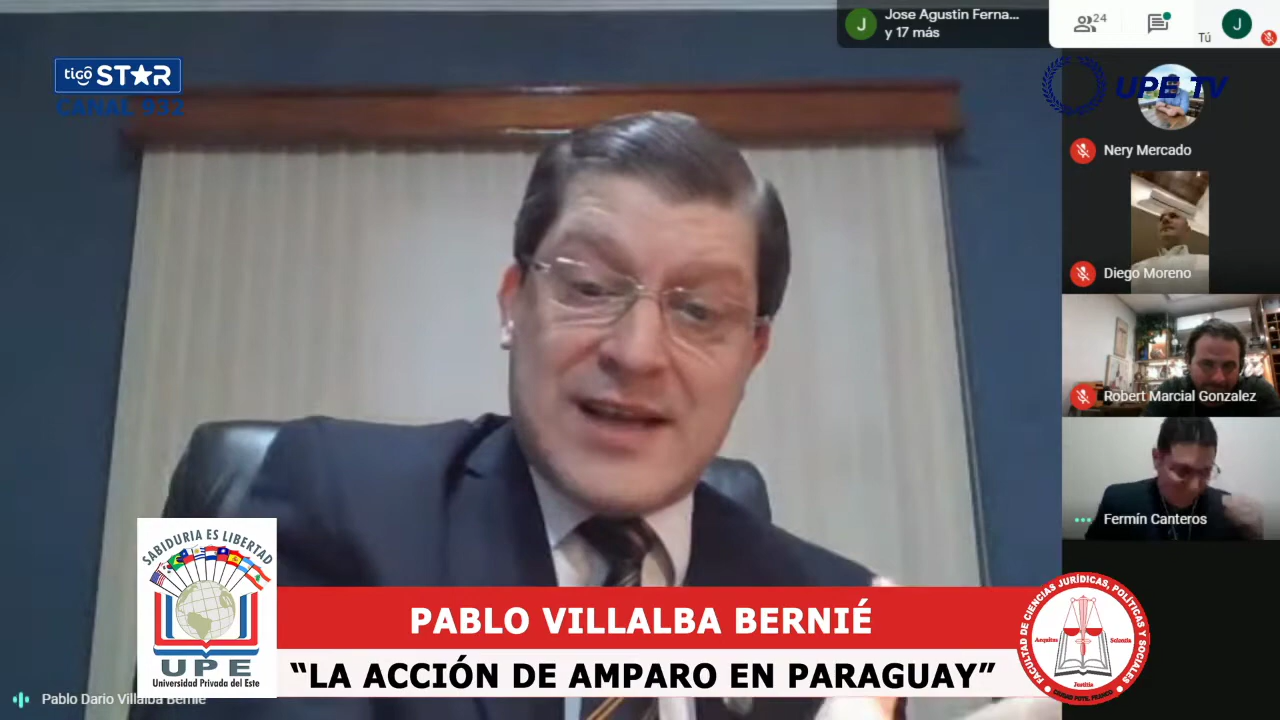 Jose Agustin Ferna...
y 17 más
24
J
Tú
J
tigo STAR
CANAL 932
UPE TV
Nery Mercado
Diego Moreno
Robert Marcial Gonzalez
Fermín Canteros
SABIDURIA ES LIBERTAD
UPE
Universidad Privada del Este
PABLO VILLALBA BERNIÉ
“LA ACCIÓN DE AMPARO EN PARAGUAY”
FACULTAD DE CIENCIAS JURÍDICAS, POLÍTICAS Y SOCIALES
Aequitas
Scientia
Justitia
Pablo Dario Villalba Bernie